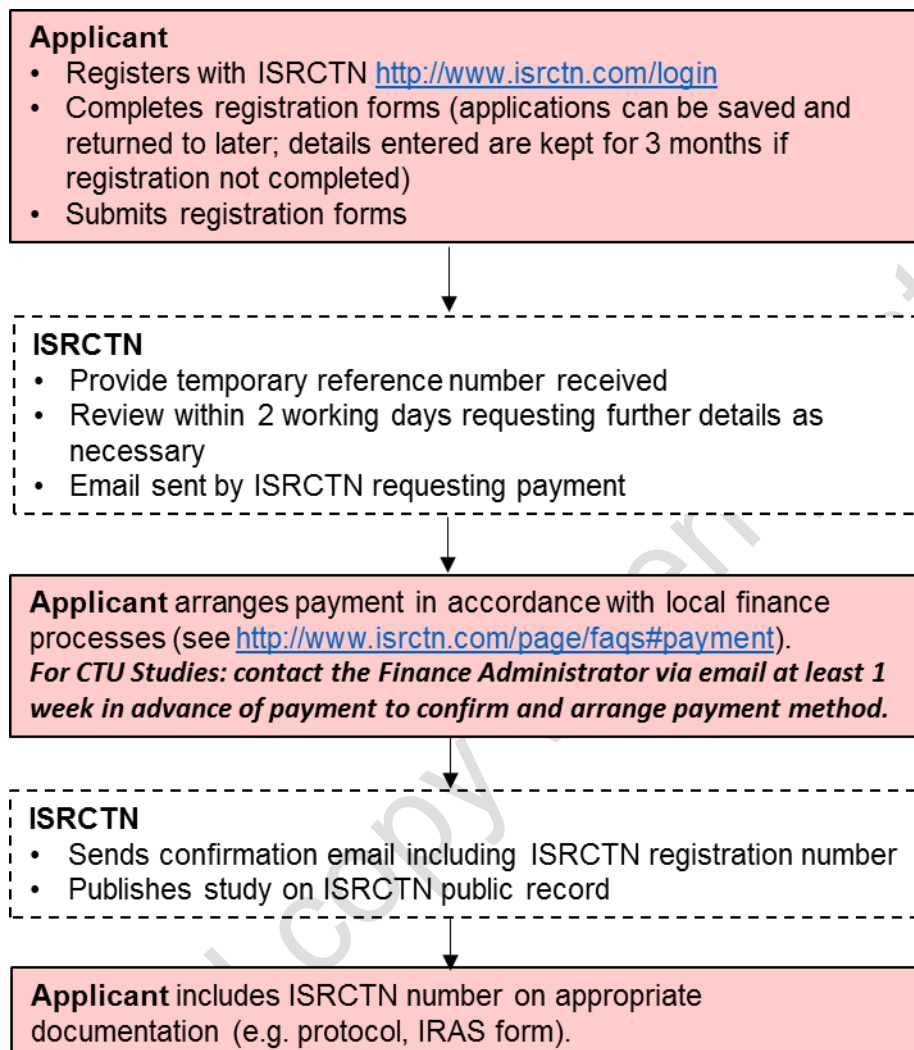 Applicant
• Registers with ISRCTN http://www.isrctn.com/login
• Completes registration forms (applications can be saved and
returned to later; details entered are kept for 3 months if
registration not completed)
• Submits registration forms
ISRCTN
• Provide temporary reference number received
• Review within 2 working days requesting further details as
necessary
• Email sent by ISRCTN requesting payment
Applicant arranges payment in accordance with local finance
processes (see http://www.isrctn.com/page/faqs#payment).
For CTU Studies: contact the Finance Administrator via email at least 1
week in advance of payment to confirm and arrange payment method.
ISRCTN
• Sends confirmation email including ISRCTN registration number
• Publishes study on ISRCTN public record
Applicant includes ISRCTN number on appropriate
documentation (e.g. protocol, IRAS form).
copy